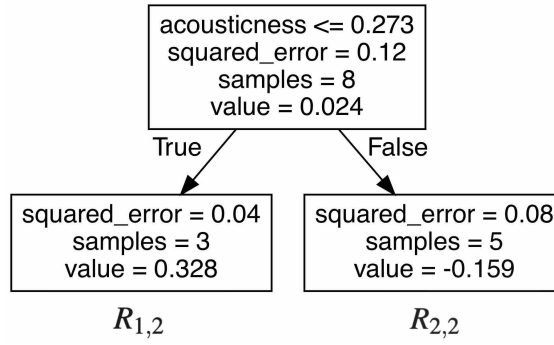 acousticness <= 0.273
squared_error = 0.12
samples = 8
value = 0.024
True
False
squared_error = 0.04
samples = 3
value = 0.328
squared_error = 0.08
samples = 5
value = -0.159
R1,2
R2,2